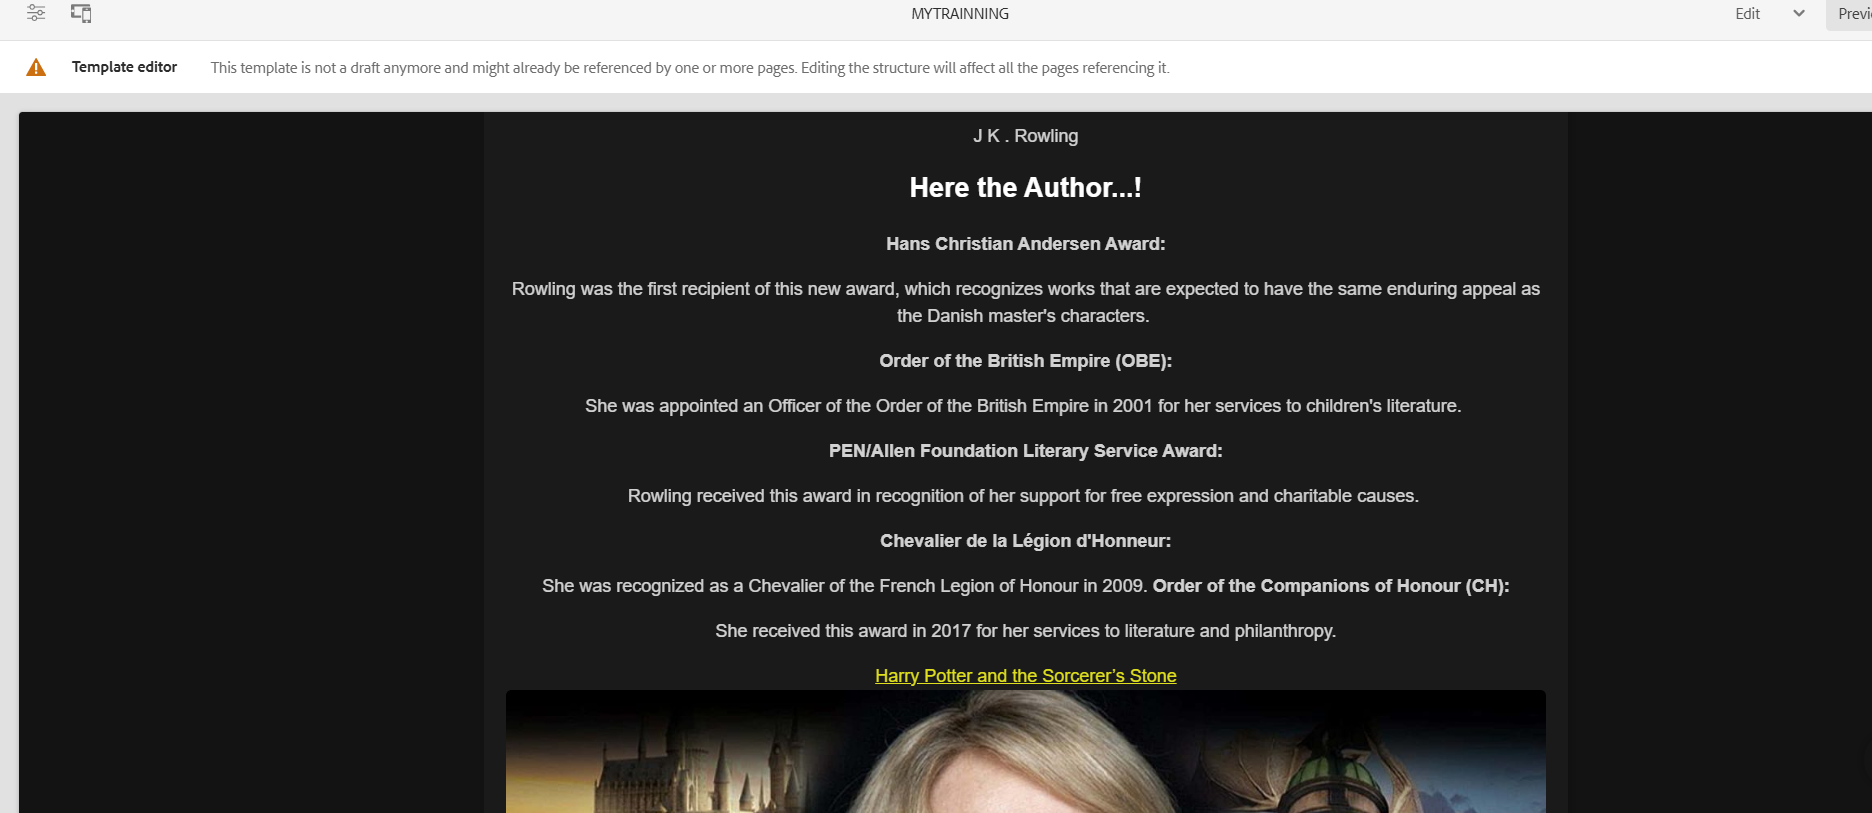 MYTRAINNING
Edit
Template editor This template is not a draft anymore and might already be referenced by one or more pages. Editing the structure will affect all the pages referencing it.
J K . Rowling
Here the Author...!
Hans Christian Andersen Award:
Rowling was the first recipient of this new award, which recognizes works that are expected to have the same enduring appeal as
the Danish master's characters.
Order of the British Empire (OBE):
She was appointed an Officer of the Order of the British Empire in 2001 for her services to children's literature.
PEN/Allen Foundation Literary Service Award:
Rowling received this award in recognition of her support for free expression and charitable causes.
Chevalier de la Légion d'Honneur:
She was recognized as a Chevalier of the French Legion of Honour in 2009. Order of the Companions of Honour (CH):
She received this award in 2017 for her services to literature and philanthropy.
Harry Potter and the Sorcerer’s Stone